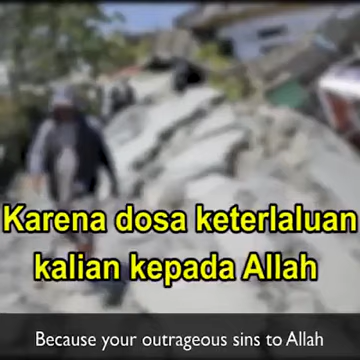 Karena dosa keterlaluan
kalian kepada Allah
Because your outrageous sins to Allah